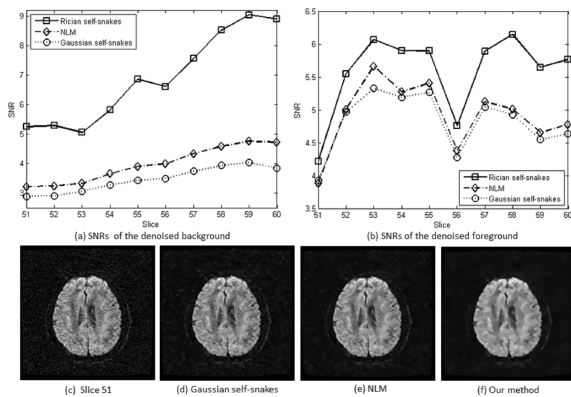 9
8
7
6
5
4
3
SNR
Rician self-snakes
NLM
Gaussian self-snakes
51 52 53 54 55 56 57 58 59 60
Slice
(a) SNRs of the denoised background
6.5
6
5.5
5
4.5
4
3.5
SNR
Rician self-snakes
NLM
Gaussian self-snakes
51 52 53 54 55 56 57 58 59 60
Slice
(b) SNRs of the denoised foreground
(c) Slice 51
(d) Gaussian self-snakes
(e) NLM
(f) Our method